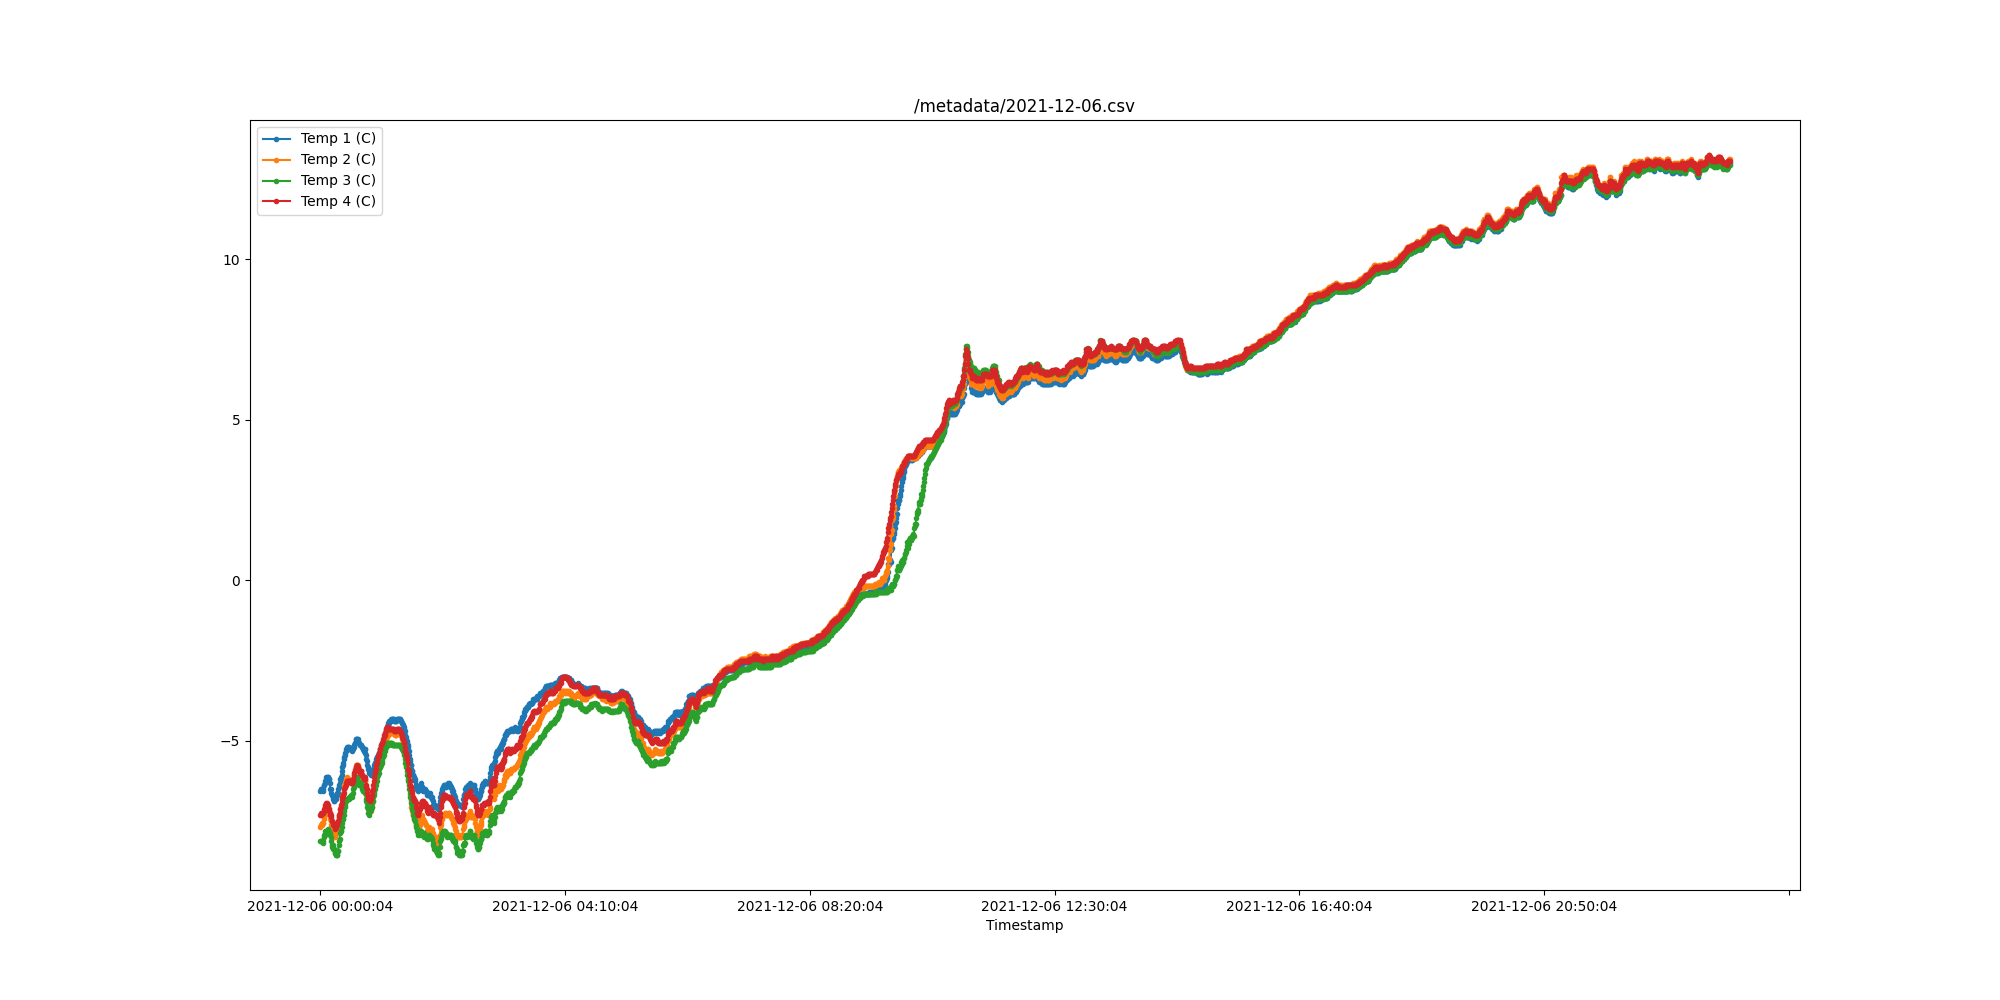 /metadata/2021-12-06.csv
Temp 1 (C)
Temp 2 (C)
Temp 3 (C)
Temp 4 (C)
10
5
0
−5
2021-12-06 00:00:04
2021-12-06 04:10:04
2021-12-06 08:20:04
2021-12-06 12:30:04
2021-12-06 16:40:04
2021-12-06 20:50:04
Timestamp